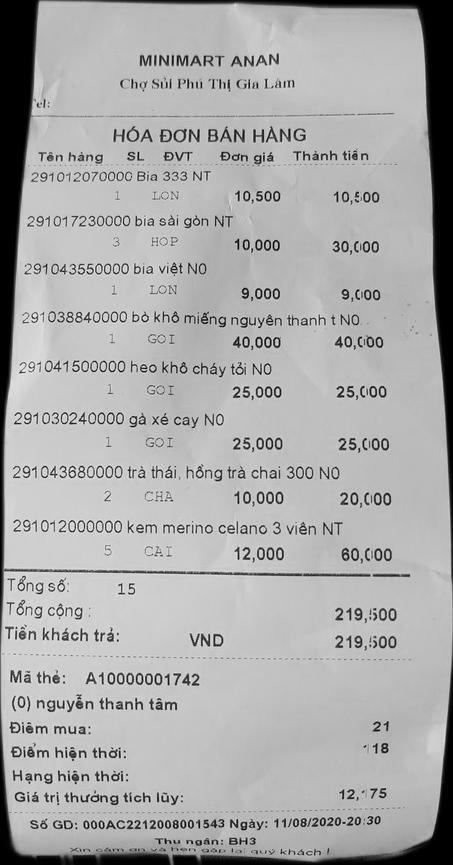 MINIMART ANAN
Chợ Sủi Phú Thị Gia Lâm
Tel:
HÓA ĐƠN BÁN HÀNG
Tên hàng SL ĐVT Đơn giá Thành tiền
291012070000 Bia 333 NT
1 LON 10,500 10,500
291017230000 bia sài gòn NT
3 HOP 10,000 30,000
291043550000 bia việt N0
1 LON 9,000 9,000
291038840000 bò khô miếng nguyên thanh t N0
1 GOI 40,000 40,000
291041500000 heo khô cháy tỏi N0
1 GOI 25,000 25,000
291030240000 gà xé cay N0
1 GOI 25,000 25,000
291043680000 trà thái, hồng trà chai 300 N0
2 CHA 10,000 20,000
291012000000 kem merino celano 3 viên NT
5 CAI 12,000 60,000
Tổng số: 15
Tổng cộng : 219,500
Tiền khách trả: VND 219,500
Mã thẻ: A10000001742
(0) nguyễn thanh tâm
Điểm mua: 21
Điểm hiện thời: 118
Hạng hiện thời:
Giá trị thưởng tích lũy: 12,175
Số GD: 000AC2212008001543 Ngày: 11/08/2020-20:30
Thu ngân: BH3
Xin cám ơn và hẹn gặp lại quý khách !